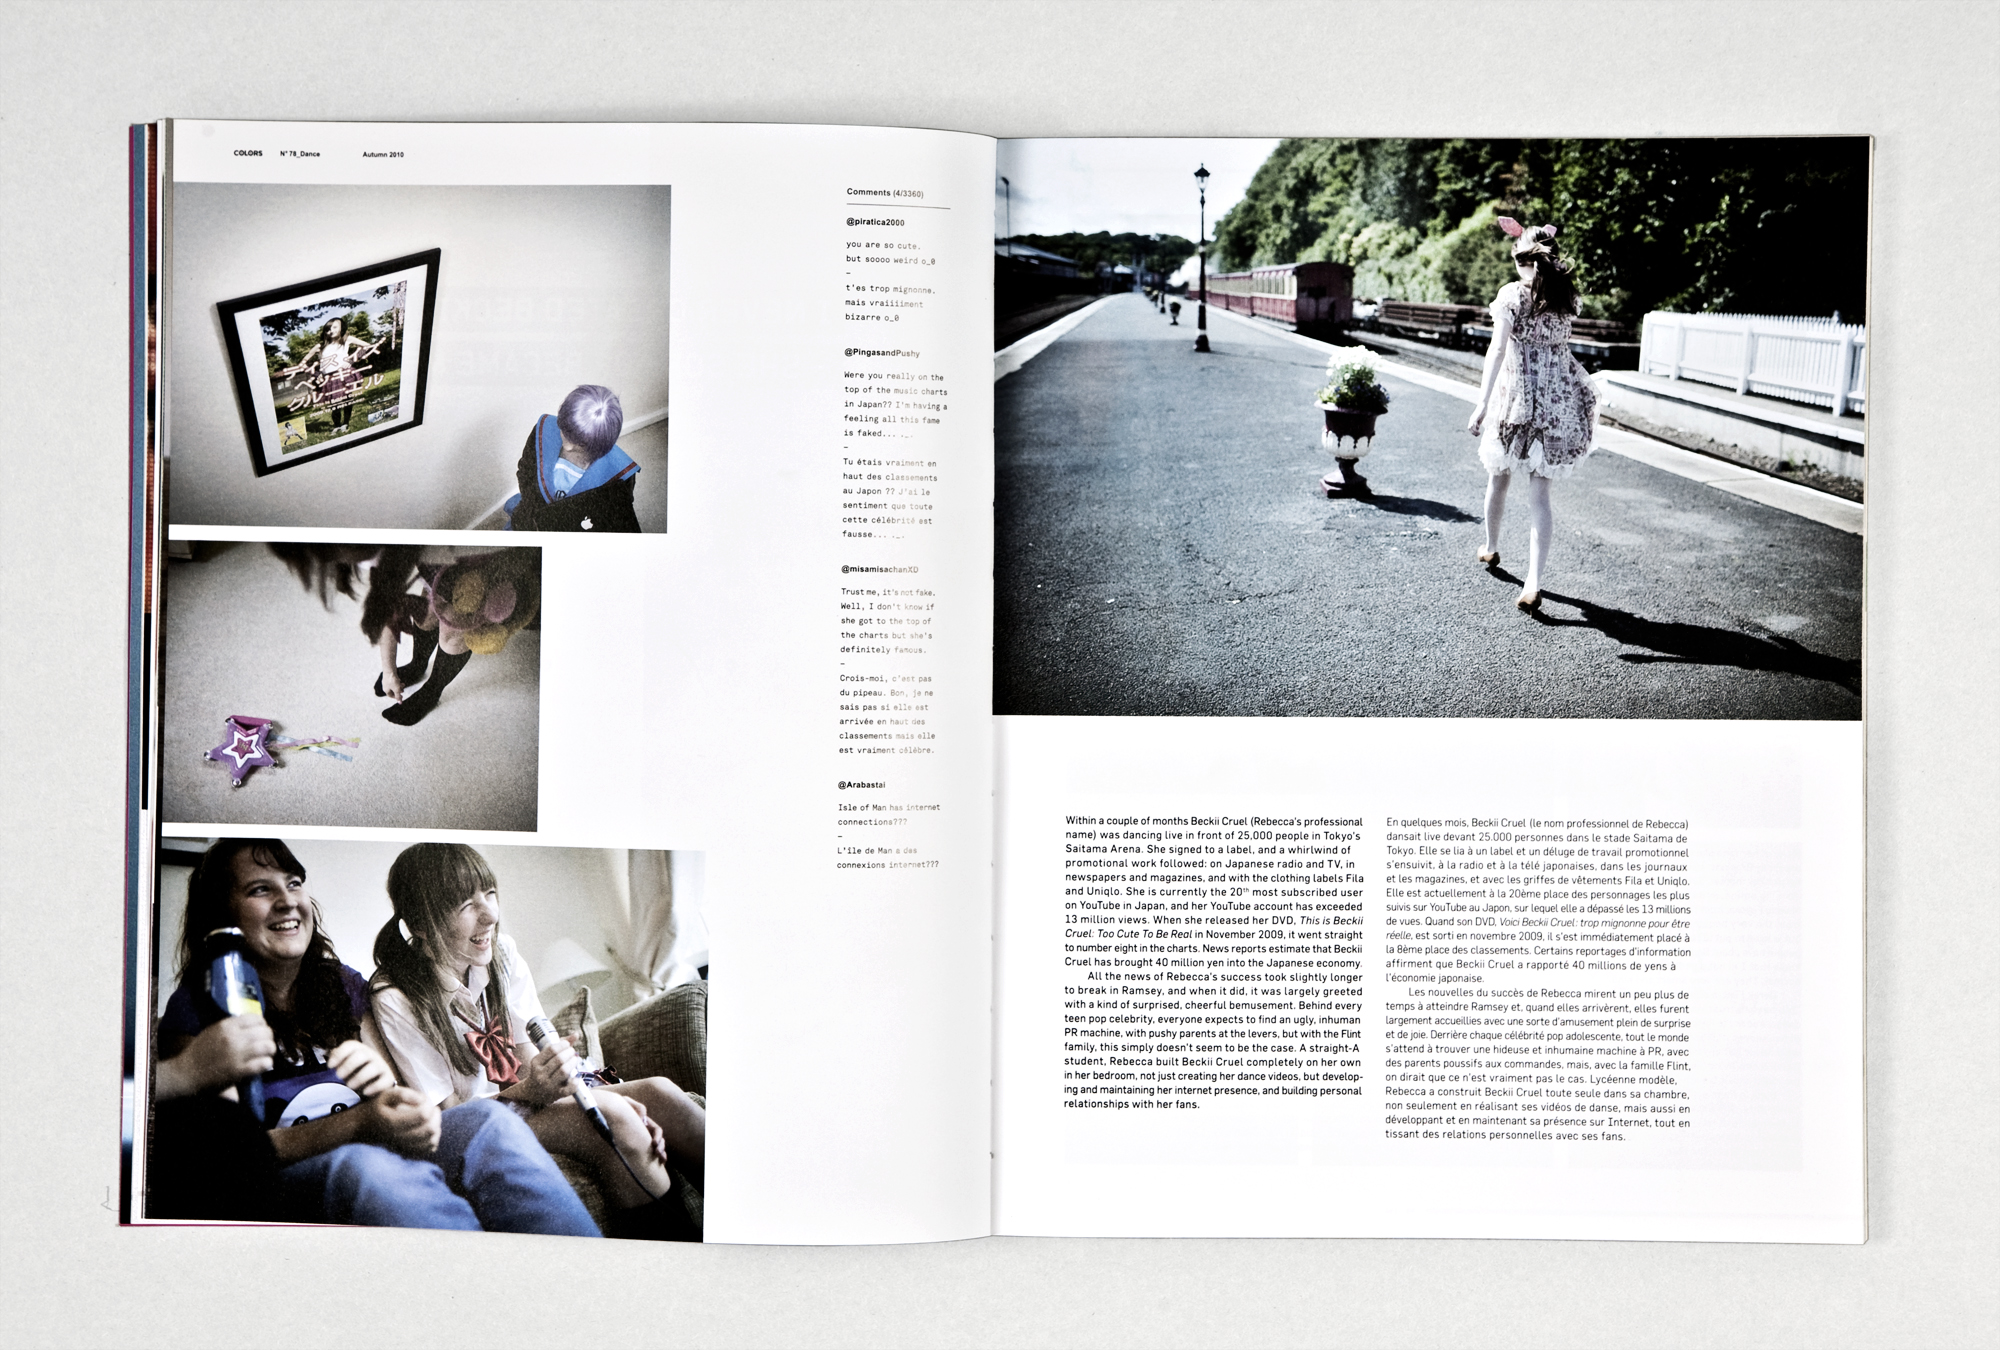 COLORS N° 78_Dance Autumn 2010
ディス イズ
ベッキー
クルーエル
Comments (4/3360)
@piratica2000
you are so cute.
but soooo weird o_0
–
t'es trop mignonne.
mais vraiiiiment
bizarre o_0
@PingasandPushy
Were you really on the
top of the music charts
in Japan?? I'm having a
feeling all this fame
is faked... ._.
–
Tu étais vraiment en
haut des classements
au Japon ?? J'ai le
sentiment que toute
cette célébrité est
fausse... ._.
@misamisachanXD
Trust me, it's not fake.
Well, I don't know if
she got to the top of
the charts but she's
definitely famous.
–
Crois-moi, c'est pas
du pipeau. Bon, je ne
sais pas si elle est
arrivée en haut des
classements mais elle
est vraiment célèbre.
@Arabastai
Isle of Man has internet
connections???
–
L'île de Man a des
connexions internet???
Within a couple of months Beckii Cruel (Rebecca's professional
name) was dancing live in front of 25,000 people in Tokyo's
Saitama Arena. She signed to a label, and a whirlwind of
promotional work followed: on Japanese radio and TV, in
newspapers and magazines, and with the clothing labels Fila
and Uniqlo. She is currently the 20th most subscribed user
on YouTube in Japan, and her YouTube account has exceeded
13 million views. When she released her DVD, This is Beckii
Cruel: Too Cute To Be Real in November 2009, it went straight
to number eight in the charts. News reports estimate that Beckii
Cruel has brought 40 million yen into the Japanese economy.
All the news of Rebecca's success took slightly longer
to break in Ramsey, and when it did, it was largely greeted
with a kind of surprised, cheerful bemusement. Behind every
teen pop celebrity, everyone expects to find an ugly, inhuman
PR machine, with pushy parents at the levers, but with the Flint
family, this simply doesn't seem to be the case. A straight-A
student, Rebecca built Beckii Cruel completely on her own
in her bedroom, not just creating her dance videos, but develop-
ing and maintaining her internet presence, and building personal
relationships with her fans.
En quelques mois, Beckii Cruel (le nom professionnel de Rebecca)
dansait live devant 25.000 personnes dans le stade Saitama de
Tokyo. Elle se lia à un label et un déluge de travail promotionnel
s'ensuivit, à la radio et à la télé japonaises, dans les journaux
et les magazines, et avec les griffes de vêtements Fila et Uniqlo.
Elle est actuellement à la 20ème place des personnages les plus
suivis sur YouTube au Japon, sur lequel elle a dépassé les 13 millions
de vues. Quand son DVD, Voici Beckii Cruel : trop mignonne pour être
réelle, est sorti en novembre 2009, il s'est immédiatement placé à
la 8ème place des classements. Certains reportages d'information
affirment que Beckii Cruel a rapporté 40 millions de yens à
l'économie japonaise.
Les nouvelles du succès de Rebecca mirent un peu plus de
temps à atteindre Ramsey et, quand elles arrivèrent, elles furent
largement accueillies avec une sorte d'amusement plein de surprise
et de joie. Derrière chaque célébrité pop adolescente, tout le monde
s'attend à trouver une hideuse et inhumaine machine à PR, avec
des parents poussifs aux commandes, mais, avec la famille Flint,
on dirait que ce n'est vraiment pas le cas. Lycéenne modèle,
Rebecca a construit Beckii Cruel toute seule dans sa chambre,
non seulement en réalisant ses vidéos de danse, mais aussi en
développant et en maintenant sa présence sur Internet, tout en
tissant des relations personnelles avec ses fans.